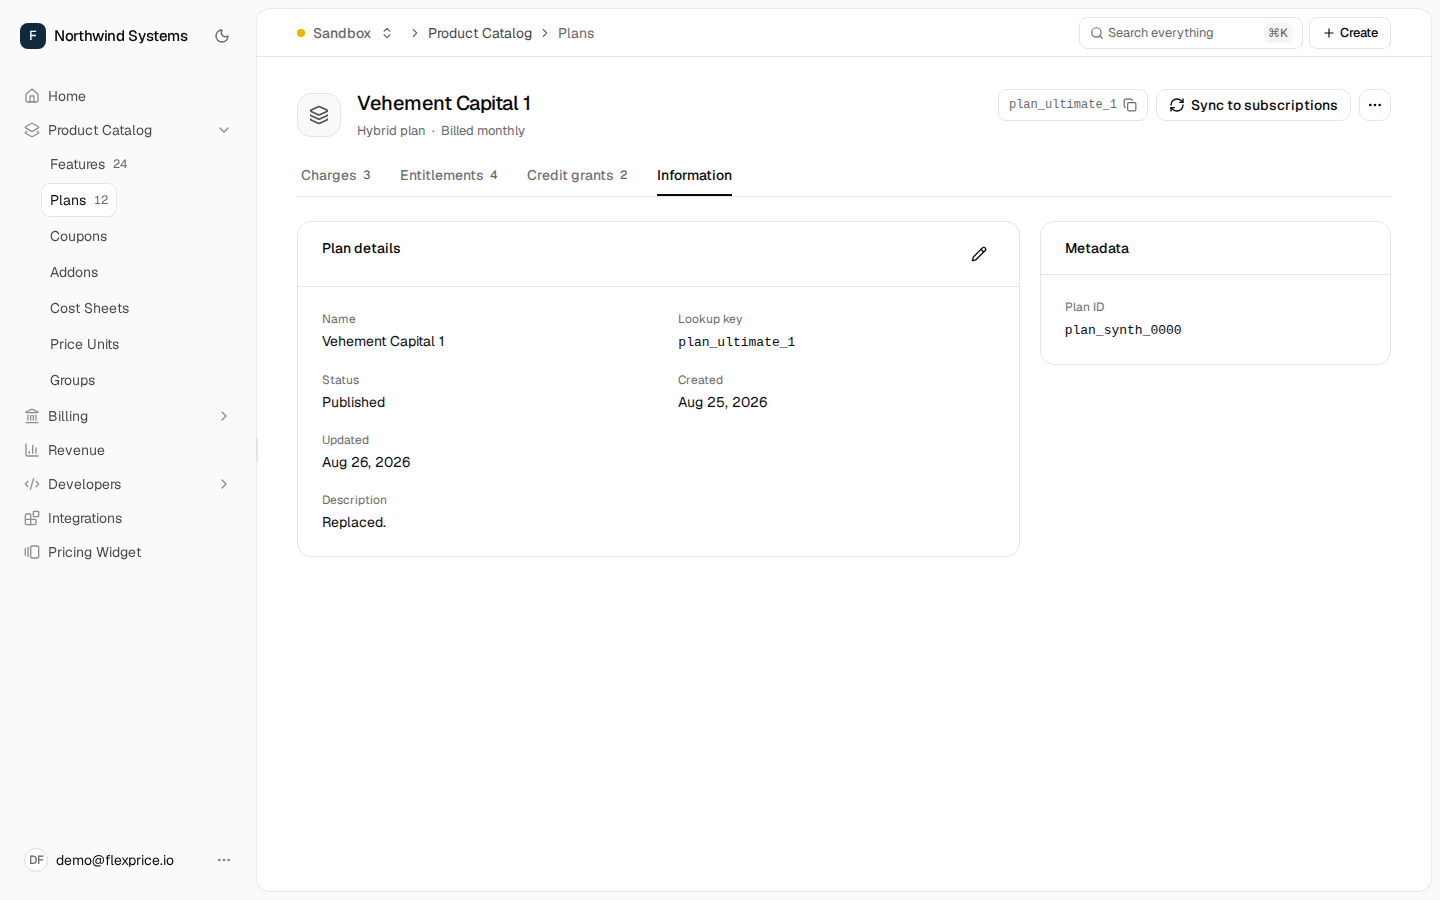 F Northwind Systems
Home
Product Catalog
Features 24
Plans 12
Coupons
Addons
Cost Sheets
Price Units
Groups
Billing
Revenue
Developers
Integrations
Pricing Widget
DF demo@flexprice.io
Sandbox Product Catalog Plans
Search everything ⌘K
Create
Vehement Capital 1
Hybrid plan · Billed monthly
plan_ultimate_1
Sync to subscriptions
Charges 3 Entitlements 4 Credit grants 2 Information
Plan details
Name
Vehement Capital 1
Lookup key
plan_ultimate_1
Status
Published
Created
Aug 25, 2026
Updated
Aug 26, 2026
Description
Replaced.
Metadata
Plan ID
plan_synth_0000